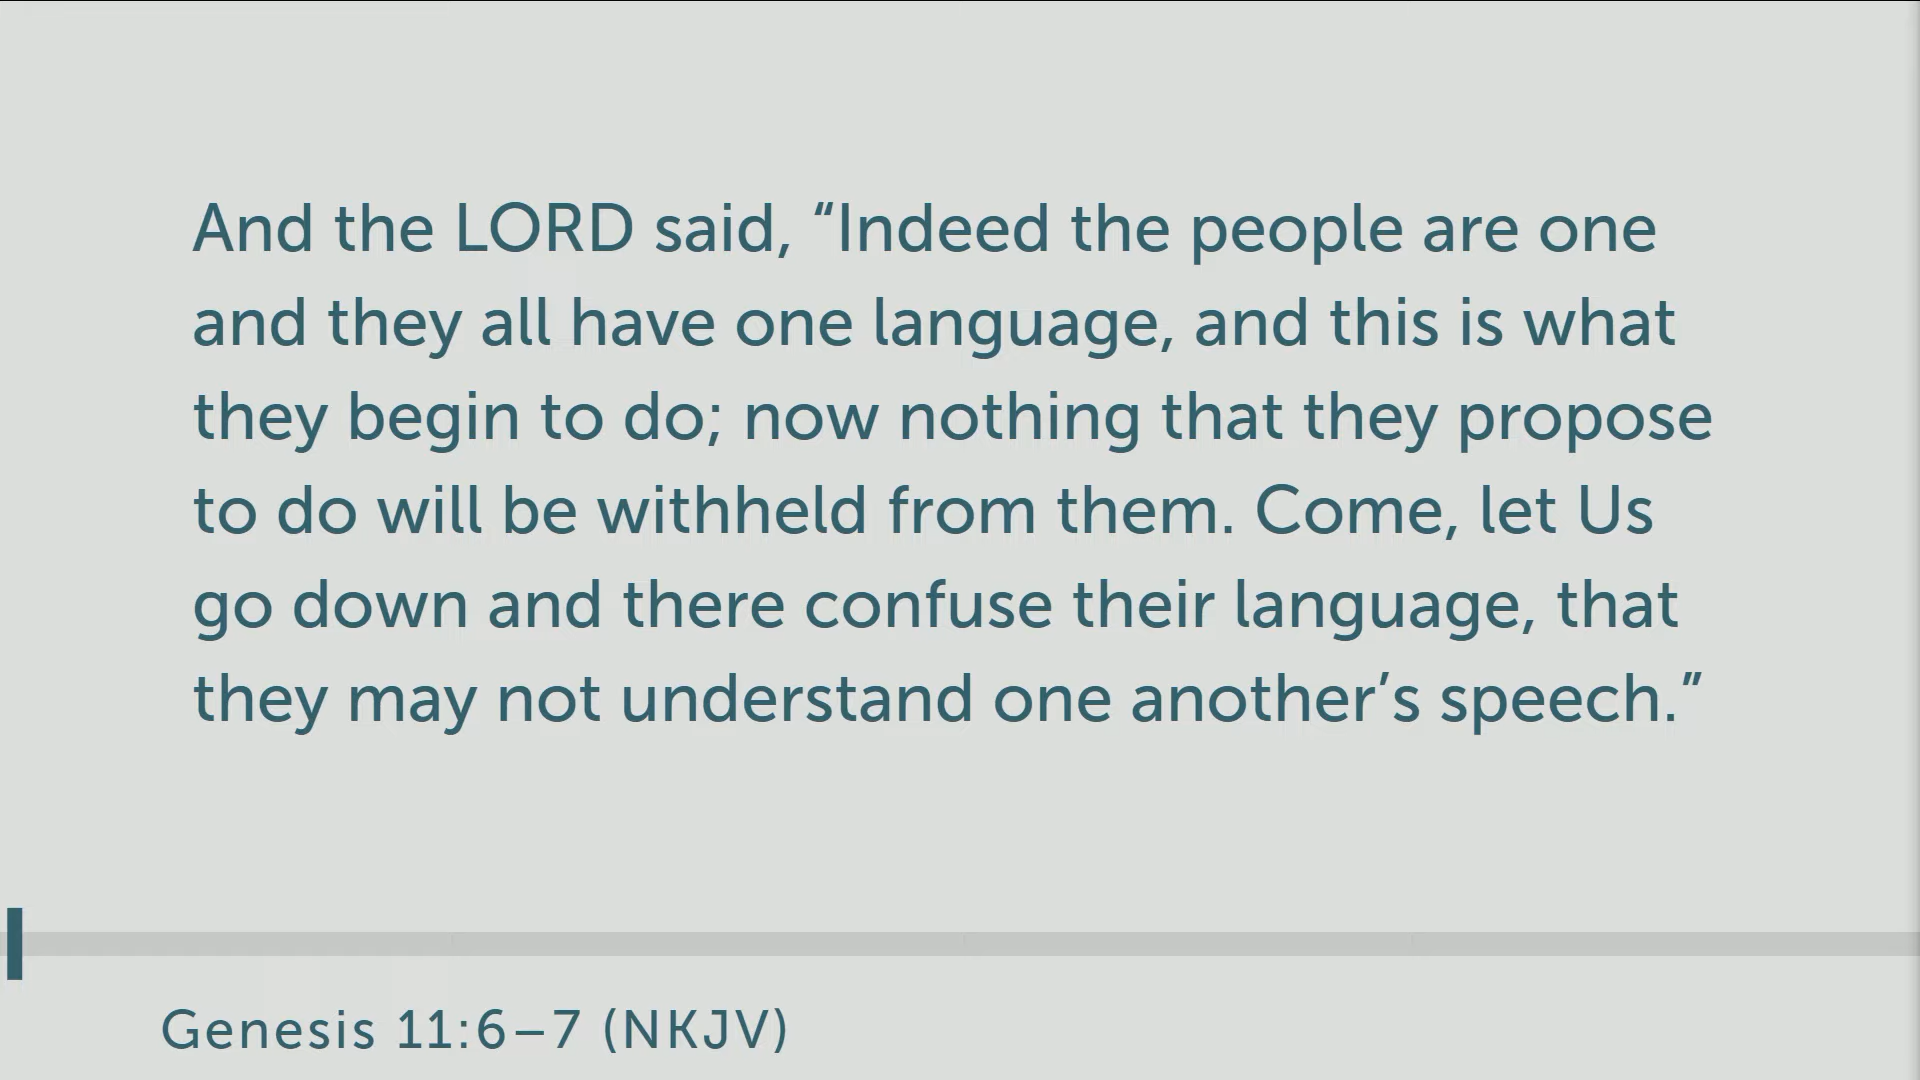 And the LORD said, “Indeed the people are one
and they all have one language, and this is what
they begin to do; now nothing that they propose
to do will be withheld from them. Come, let Us
go down and there confuse their language, that
they may not understand one another’s speech.”
Genesis 11:6–7 (NKJV)